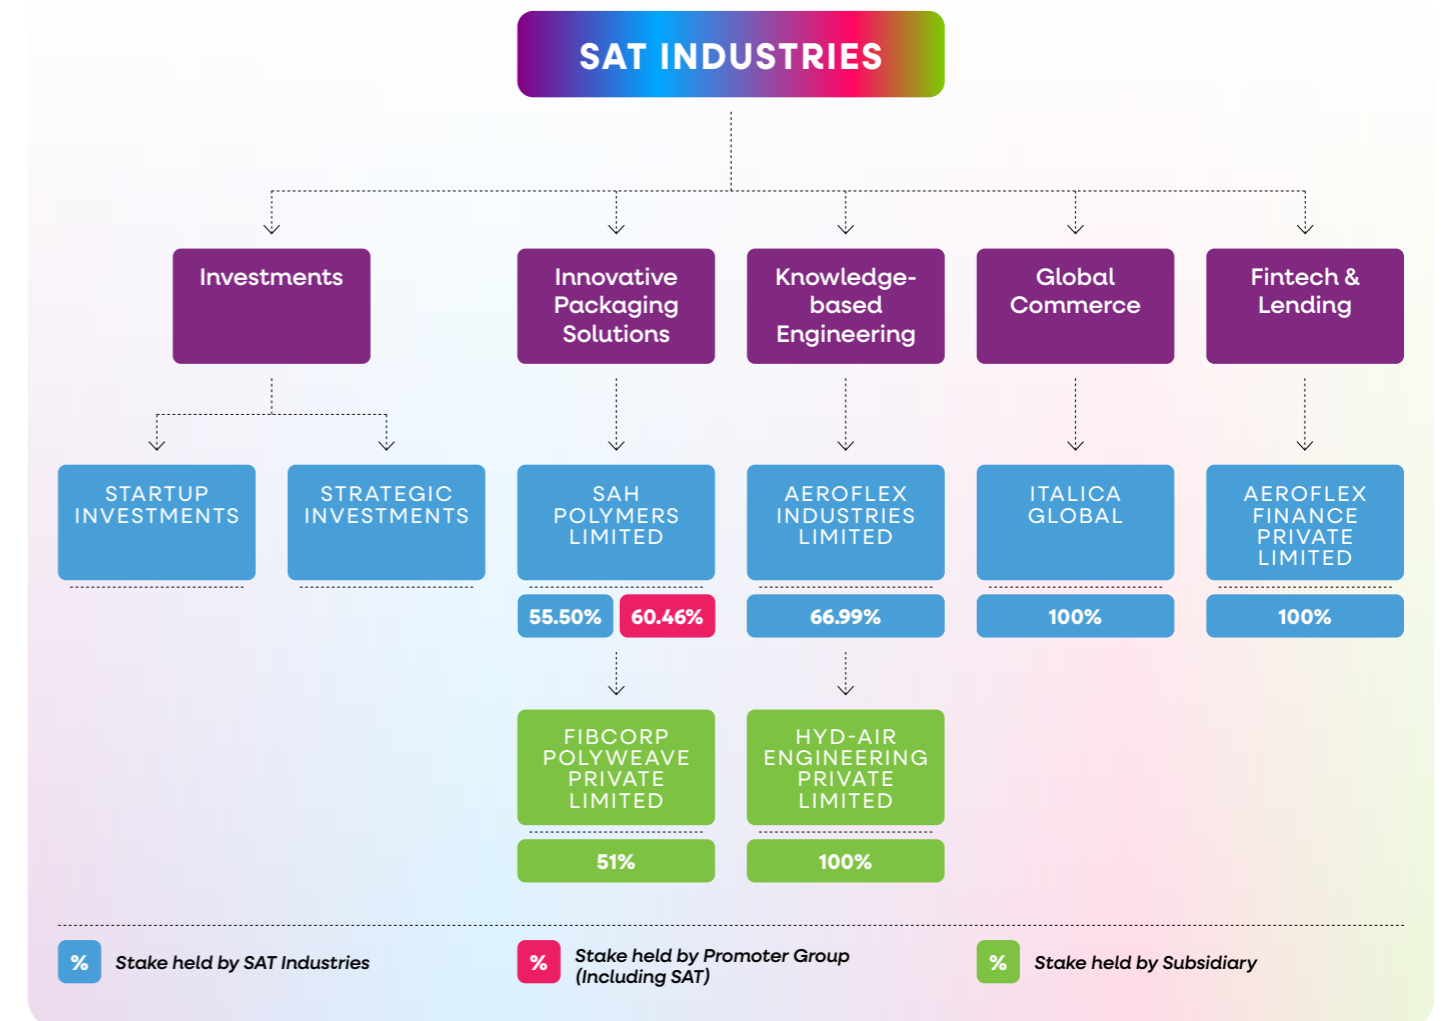 SAT INDUSTRIES
Investments
Innovative
Packaging
Solutions
Knowledge-
based
Engineering
Global
Commerce
Fintech &
Lending
STARTUP
INVESTMENTS
STRATEGIC
INVESTMENTS
SAH
POLYMERS
LIMITED
AEROFLEX
INDUSTRIES
LIMITED
ITALICA
GLOBAL
AEROFLEX
FINANCE
PRIVATE
LIMITED
55.50%
60.46%
66.99%
100%
100%
FIBCORP
POLYWEAVE
PRIVATE
LIMITED
HYD-AIR
ENGINEERING
PRIVATE
LIMITED
51%
100%
% Stake held by SAT Industries
% Stake held by Promoter Group
(Including SAT)
% Stake held by Subsidiary